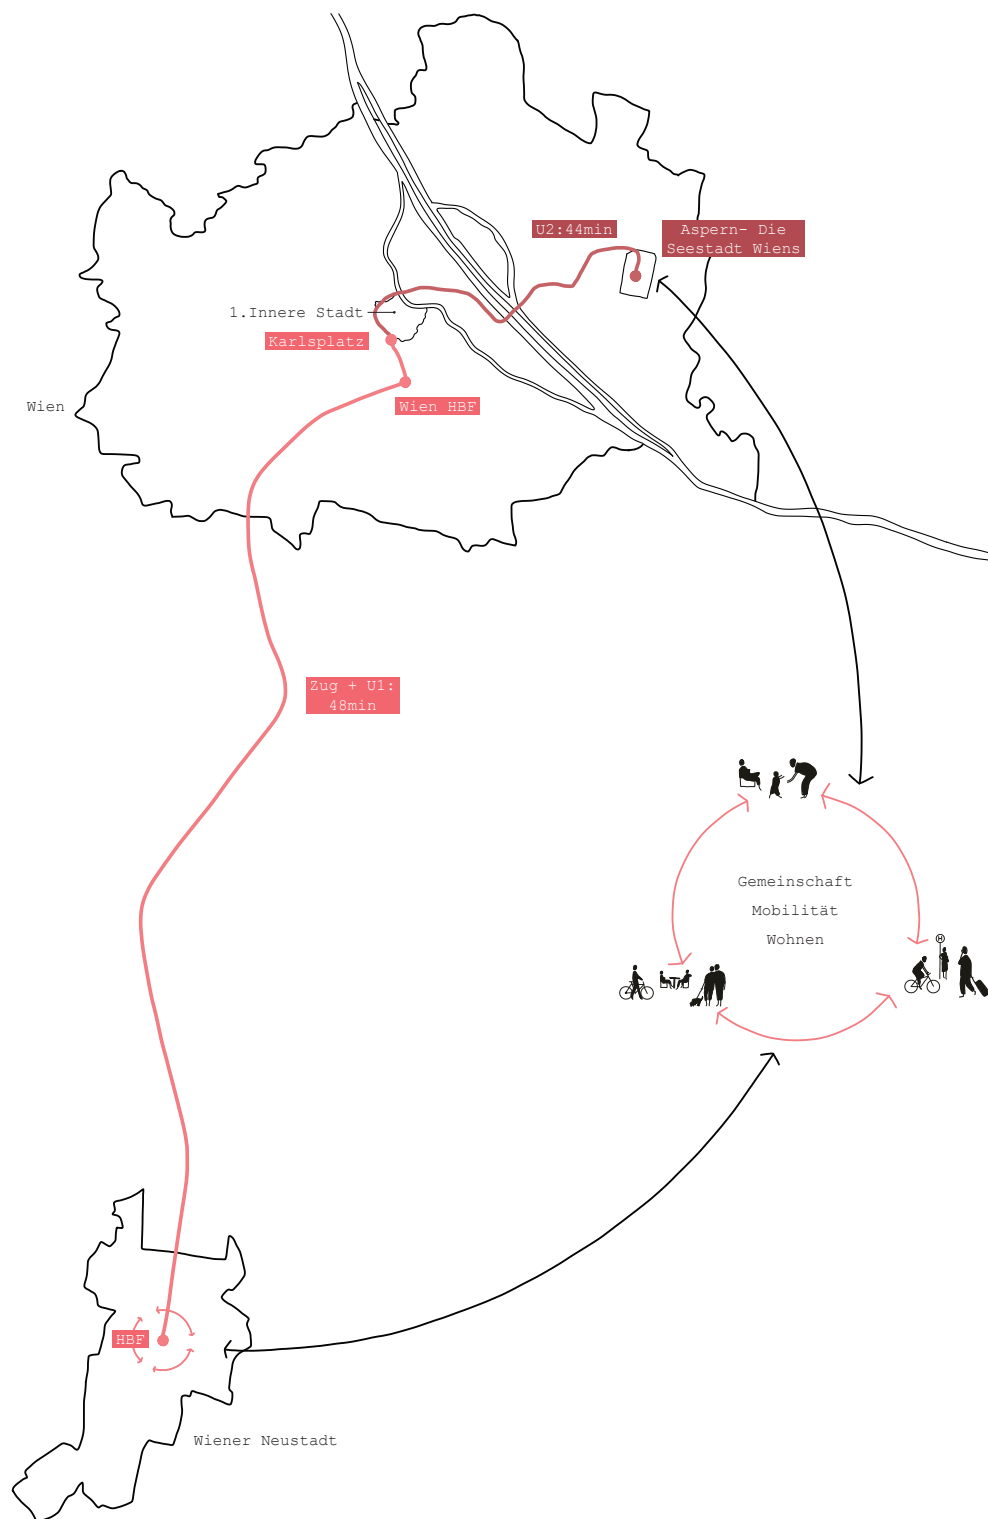 U2:44min
Aspern- Die
Seestadt Wiens
1.Innere Stadt
Karlsplatz
Wien
Wien HBF
Zug + U1:
48min
Gemeinschaft
Mobilität
Wohnen
H
HBF
Wiener Neustadt